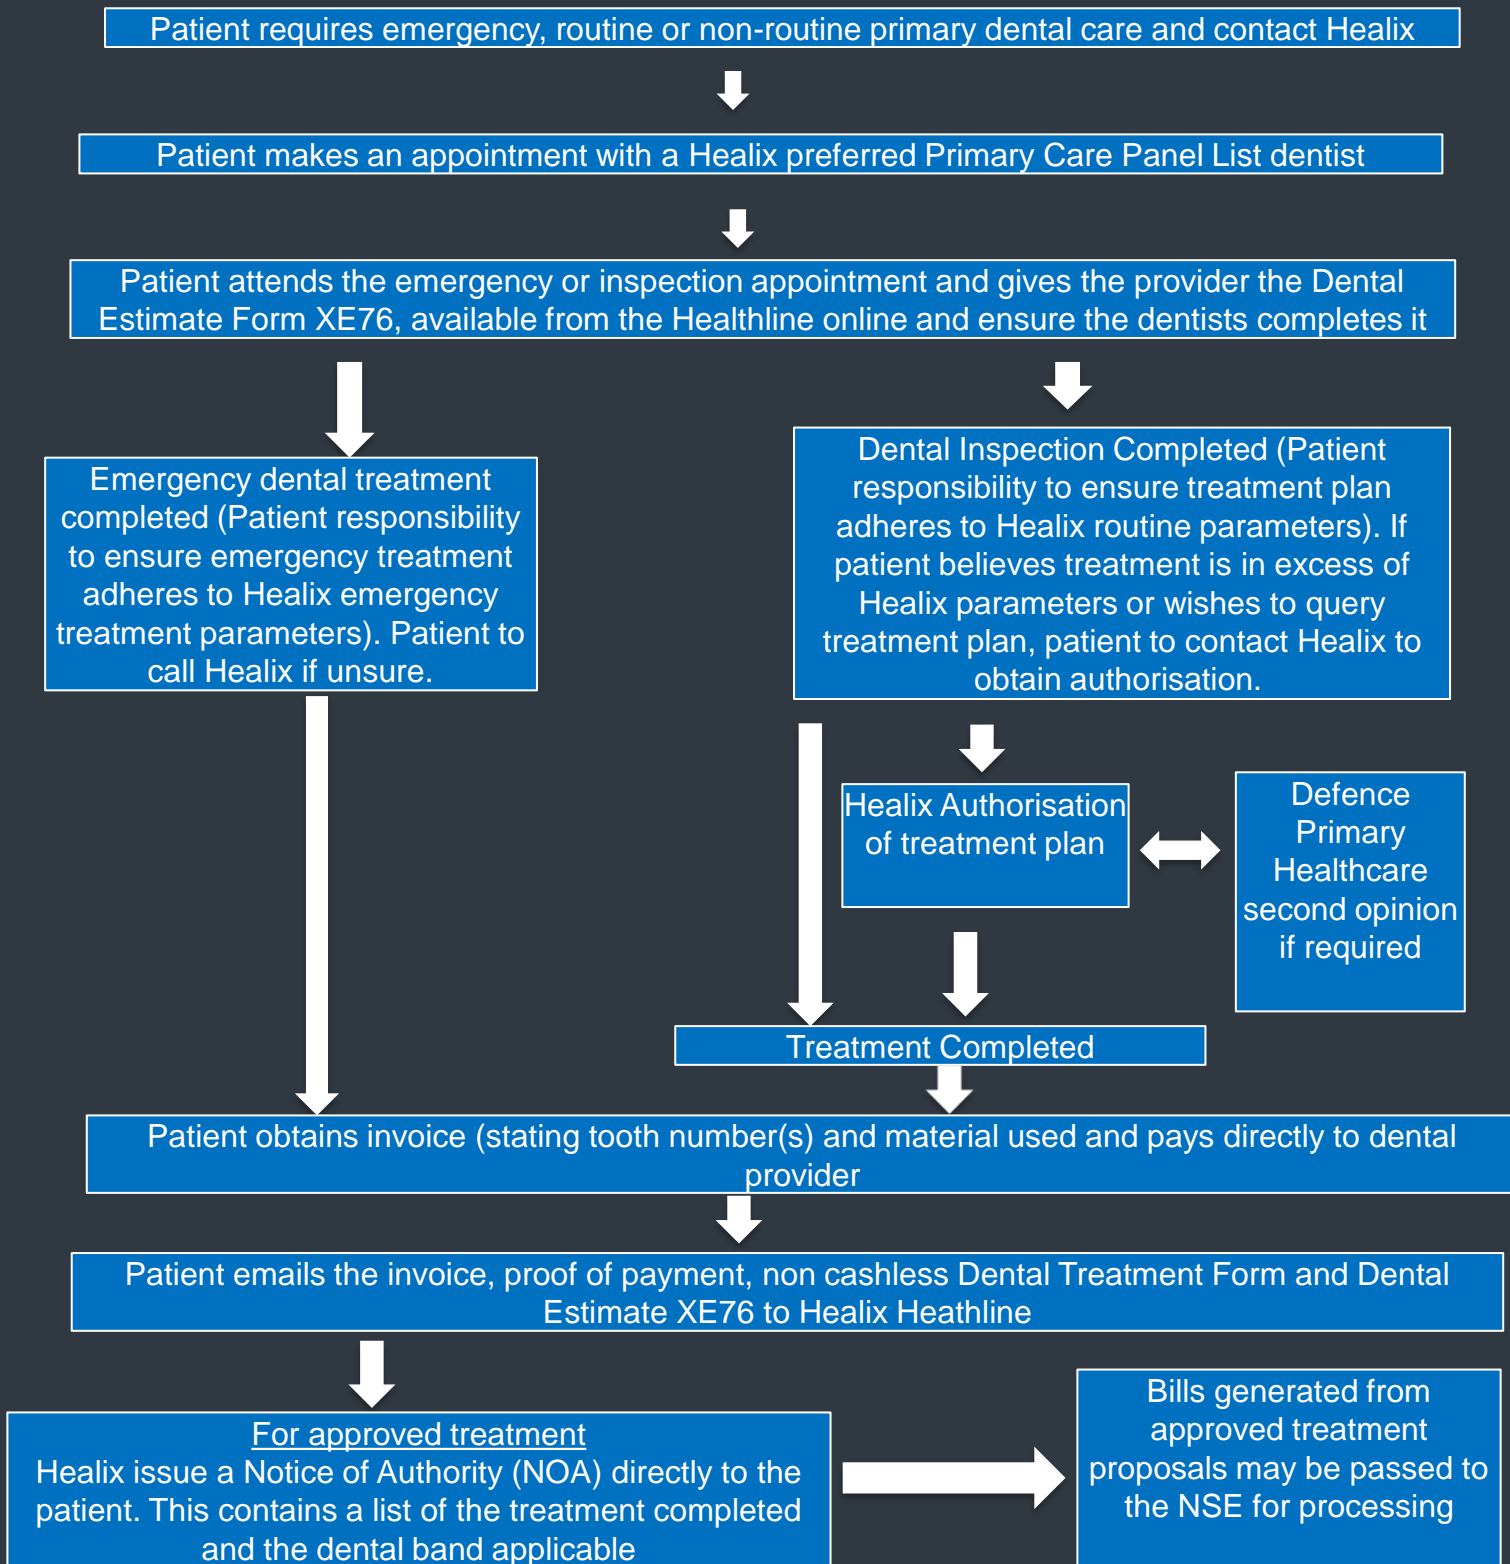 Patient requires emergency, routine or non-routine primary dental care and contact Healix
Patient makes an appointment with a Healix preferred Primary Care Panel List dentist
Patient attends the emergency or inspection appointment and gives the provider the Dental
Estimate Form XE76, available from the Healthline online and ensure the dentists completes it
Emergency dental treatment
completed (Patient responsibility
to ensure emergency treatment
adheres to Healix emergency
treatment parameters). Patient to
call Healix if unsure.
Dental Inspection Completed (Patient
responsibility to ensure treatment plan
adheres to Healix routine parameters). If
patient believes treatment is in excess of
Healix parameters or wishes to query
treatment plan, patient to contact Healix to
obtain authorisation.
Healix Authorisation
of treatment plan
Defence
Primary
Healthcare
second opinion
if required
Treatment Completed
Patient obtains invoice (stating tooth number(s) and material used and pays directly to dental
provider
Patient emails the invoice, proof of payment, non cashless Dental Treatment Form and Dental
Estimate XE76 to Healix Heathline
For approved treatment
Healix issue a Notice of Authority (NOA) directly to the
patient. This contains a list of the treatment completed
and the dental band applicable
Bills generated from
approved treatment
proposals may be passed to
the NSE for processing